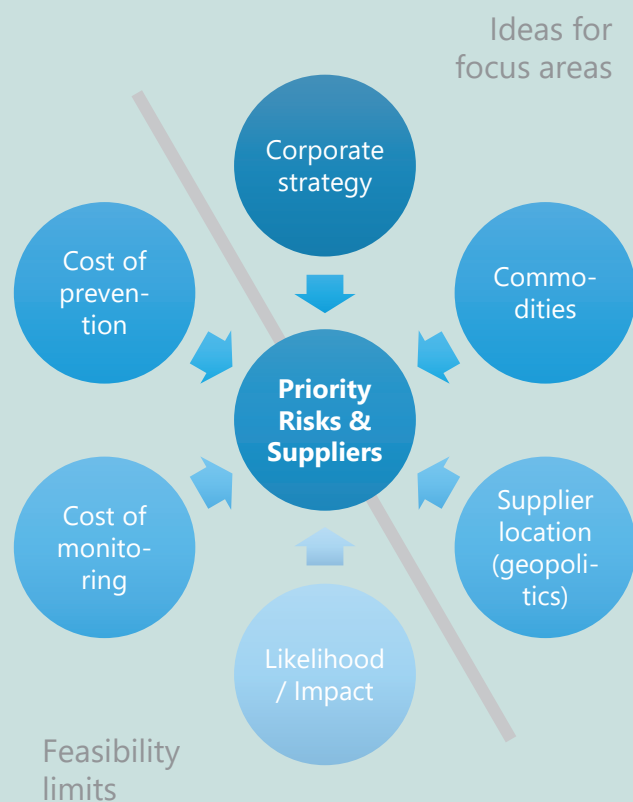 Ideas for
focus areas
Corporate
strategy
Cost of
preven-
tion
Commo-
dities
Priority
Risks &
Suppliers
Cost of
monito-
ring
Supplier
location
(geopoli-
tics)
Likelihood
/ Impact
Feasibility
limits